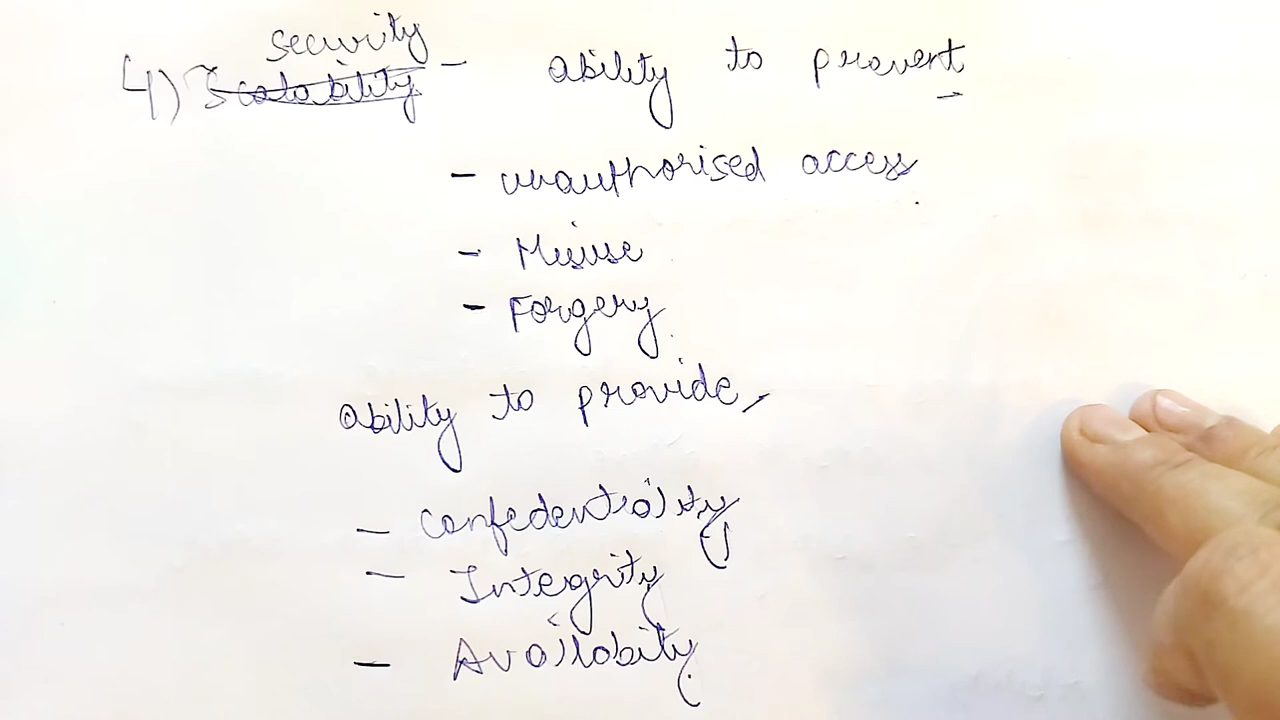 security
4) Scalability - ability to prevent
- unauthorised access.
- Misuse
- Forgery.
ability to provide,
- Confedentiality
- Integrity
- Availabity.